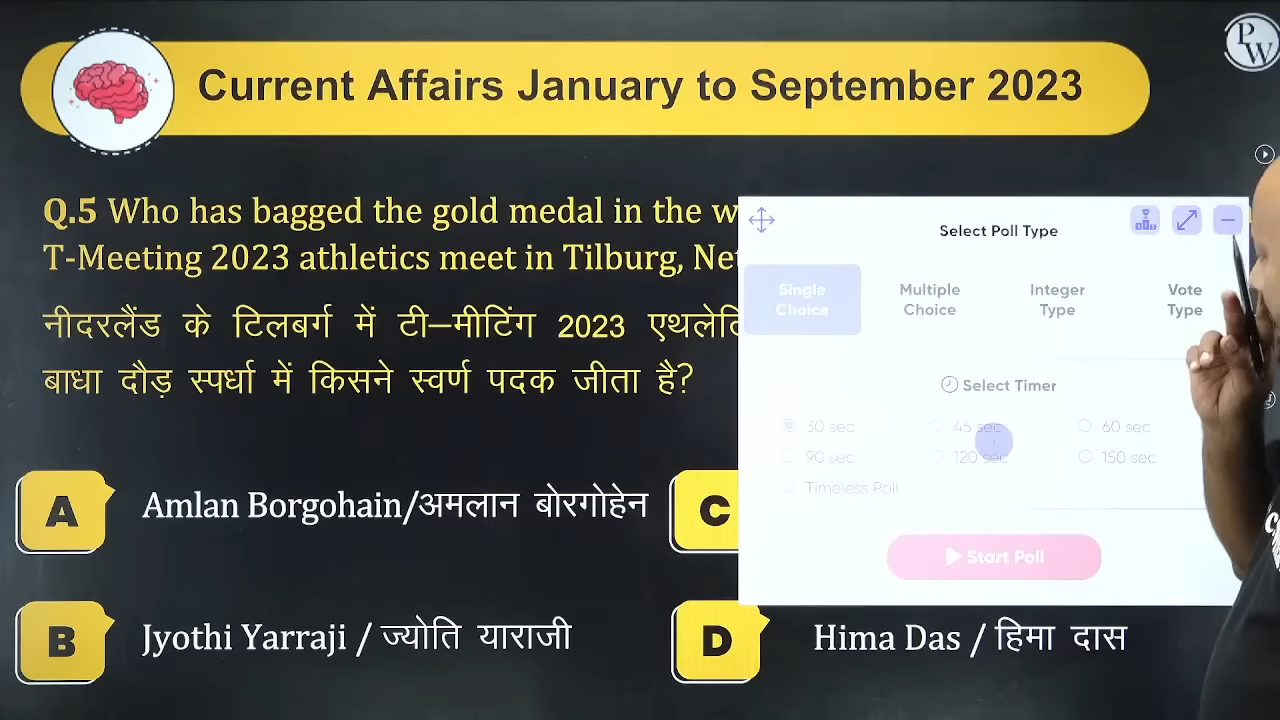 PW
Current Affairs January to September 2023
Q.5 Who has bagged the gold medal in the
T-Meeting 2023 athletics meet in Tilburg,
नीदरलैंड के टिलबर्ग में टी–मीटिंग 2023
बाधा दौड़ स्पर्धा में किसने स्वर्ण पदक जीता है?
Select Poll Type
Single Choice
Multiple Choice
Integer Type
Vote Type
Select Timer
30 sec
45 sec
60 sec
90 sec
120 sec
150 sec
Timeless Poll
Start Poll
A Amlan Borgohain/अमलान बोरगोहेन
C
B Jyothi Yarraji / ज्योति याराजी
D Hima Das / हिमा दास